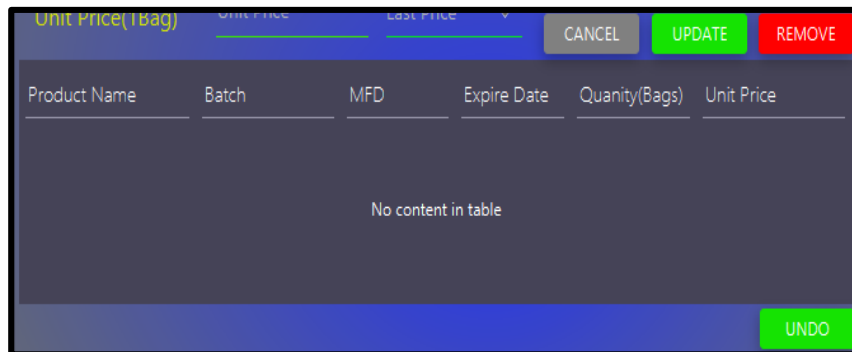 Unit Price(1Bag) Unit Price Last Price
CANCEL UPDATE REMOVE
Product Name Batch MFD Expire Date Quanity(Bags) Unit Price
No content in table
UNDO